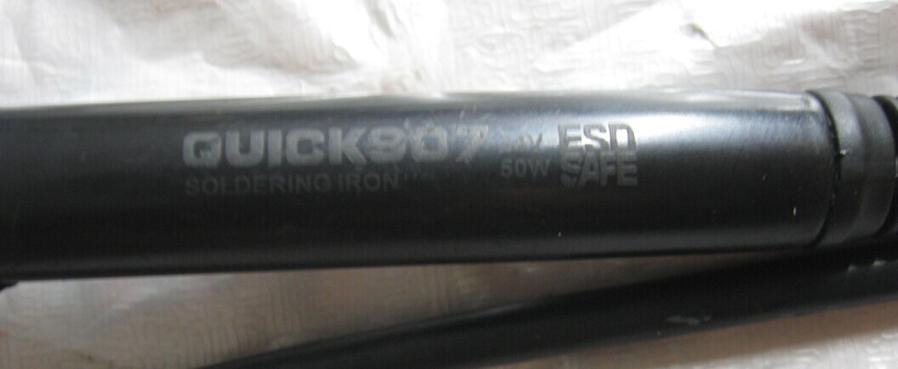 QUICK907
50W
ESD
SAFE
SOLDERING IRON